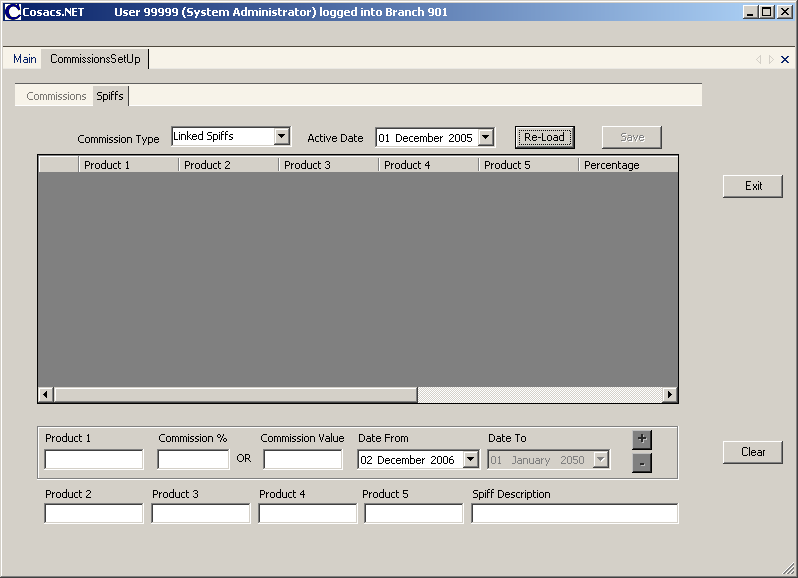 Cosacs.NET User 99999 (System Administrator) logged into Branch 901
Main CommissionsSetUp
Commissions Spiffs
Commission Type Linked Spiffs Active Date 01 December 2005 Re-Load Save
Product 1 Product 2 Product 3 Product 4 Product 5 Percentage
Exit
Product 1 Commission % Commission Value Date From Date To +
OR 02 December 2006 01 January 2050 -
Clear
Product 2 Product 3 Product 4 Product 5 Spiff Description